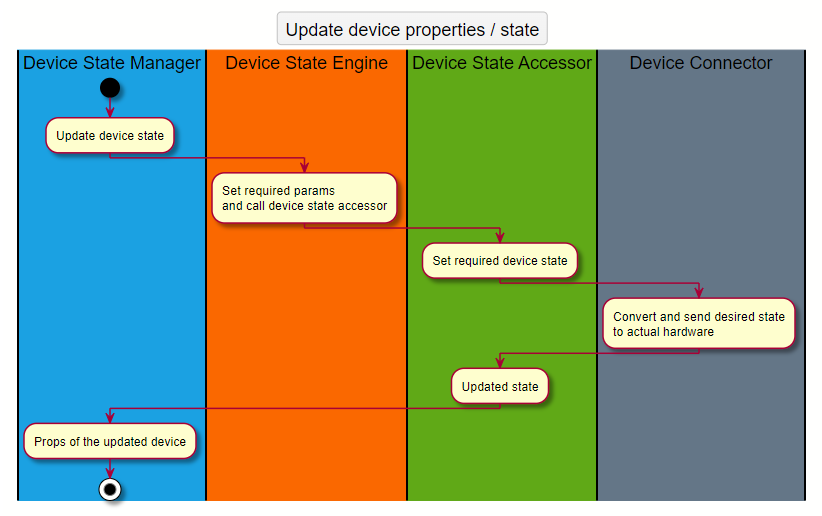 Update device properties / state
Device State Manager
Device State Engine
Device State Accessor
Device Connector
Update device state
Set required params
and call device state accessor
Set required device state
Convert and send desired state
to actual hardware
Updated state
Props of the updated device